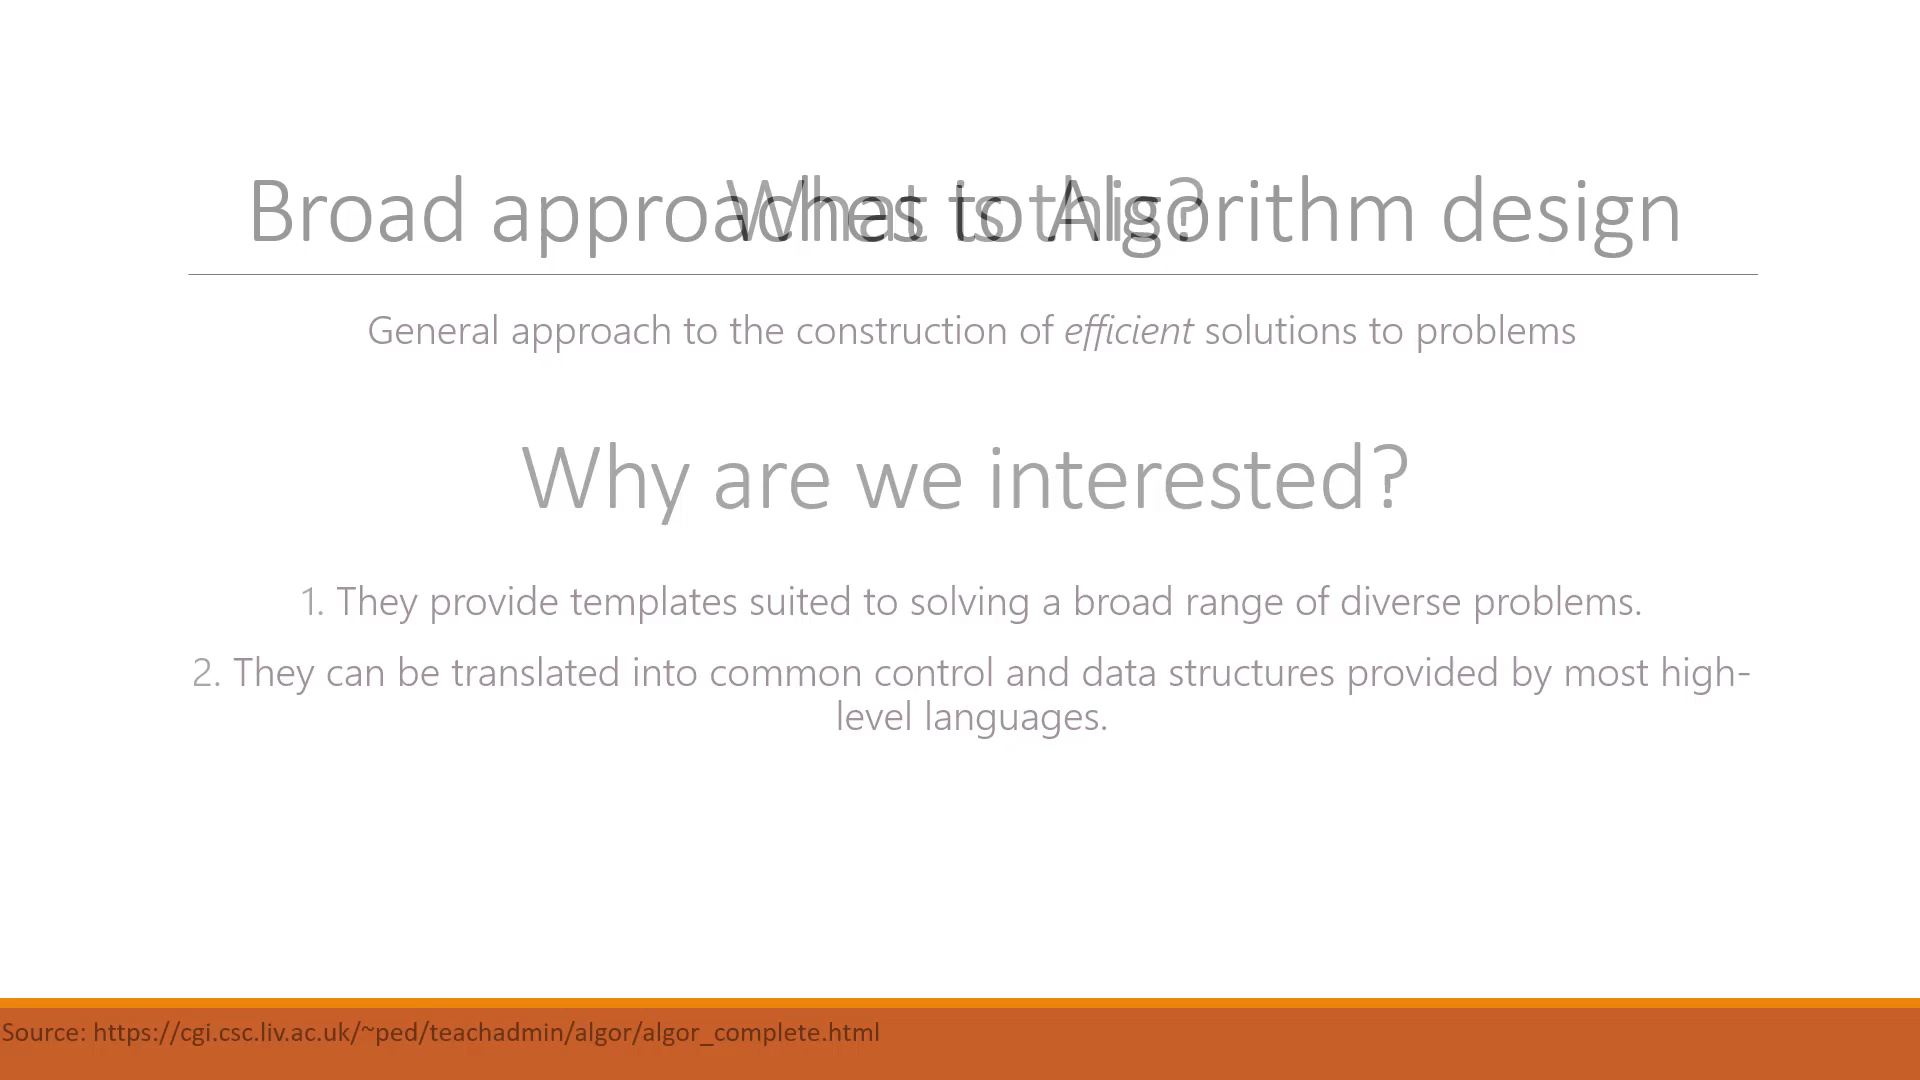 Broad approaches to Algorithm design
What is this?
General approach to the construction of efficient solutions to problems
Why are we interested?
1. They provide templates suited to solving a broad range of diverse problems.
2. They can be translated into common control and data structures provided by most high-
level languages.
Source: https://cgi.csc.liv.ac.uk/~ped/teachadmin/algor/algor_complete.html